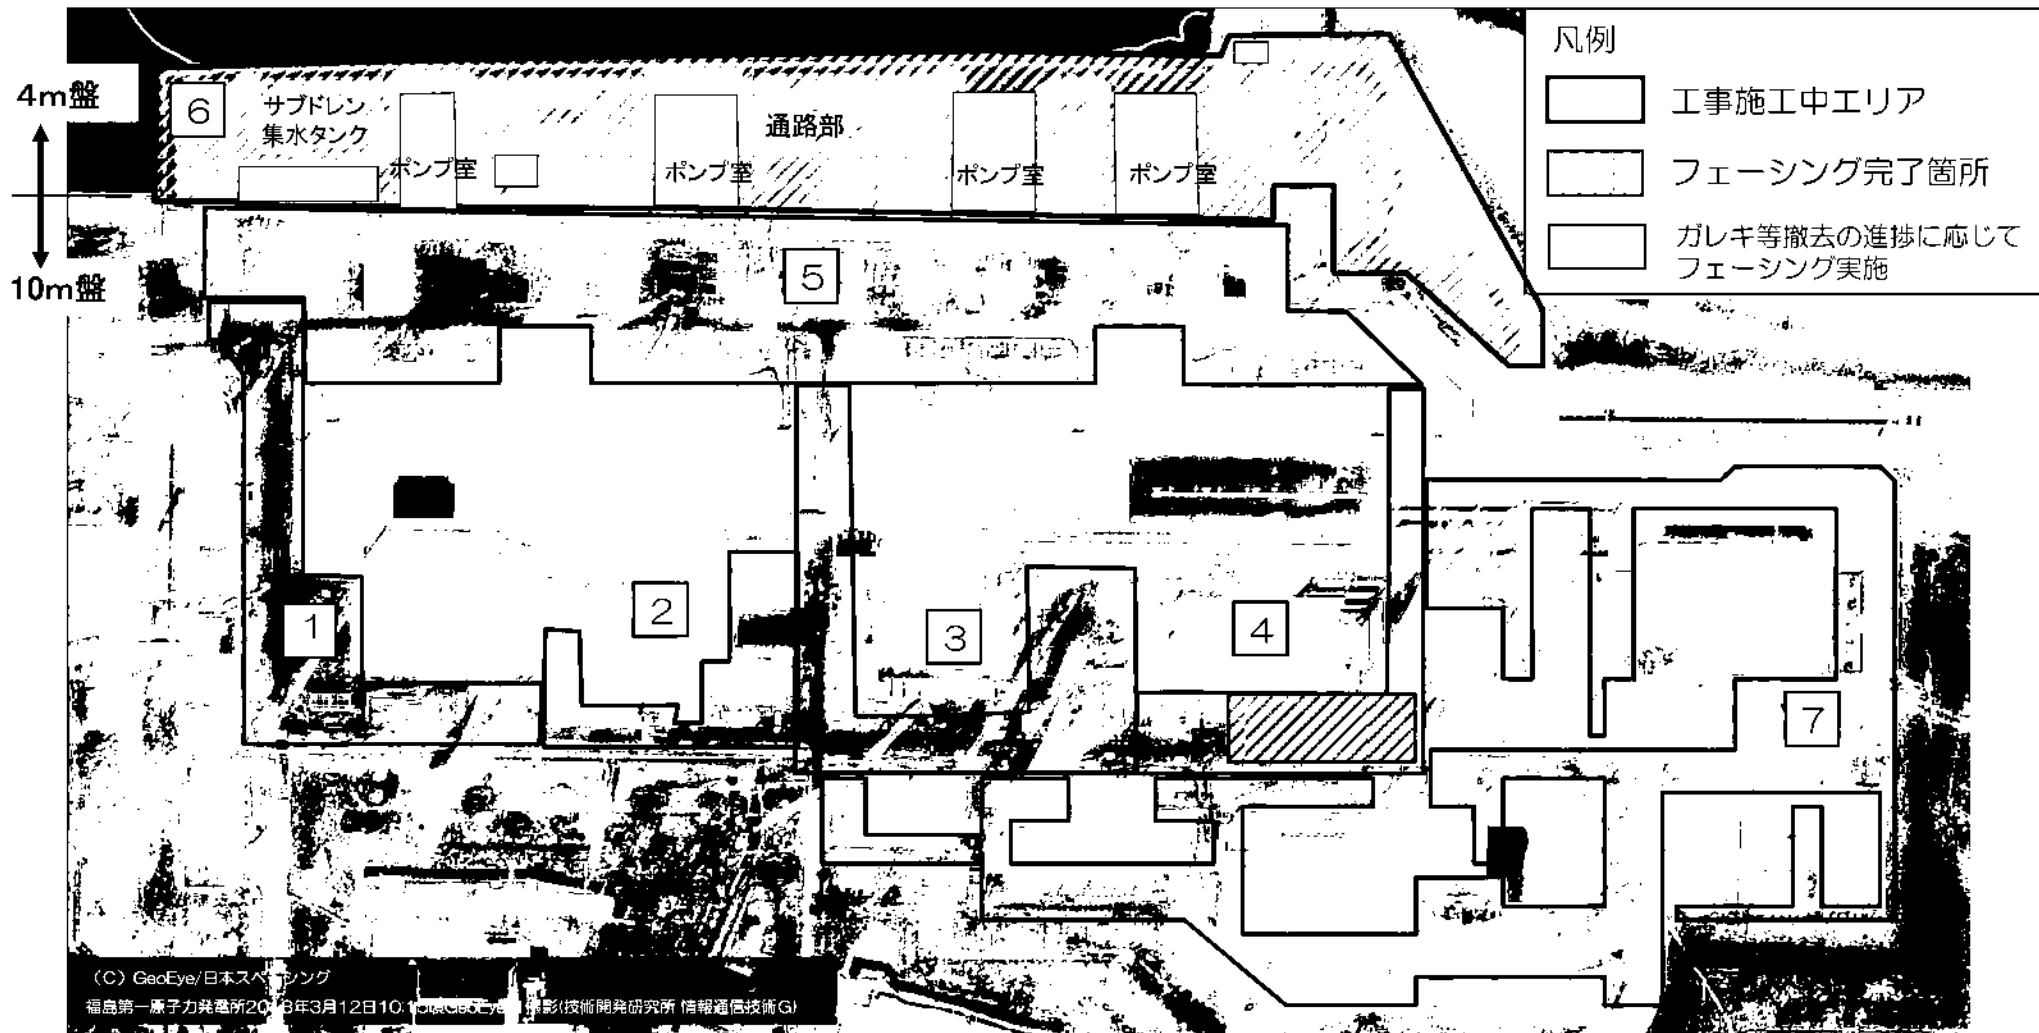 凡例
工事施工中エリア
フェーシング完了箇所
ガレキ等撤去の進捗に応じて
フェーシング実施
4m盤
10m盤
6
サブドレン
集水タンク
ポンプ室
ポンプ室
通路部
ポンプ室
ポンプ室
5
1
2
3
4
7
(C) GeoEye/日本スペ シング
福島第一原子力発電所20 3年3月12日10:1 GeoEye 撮影(技術開発研究所 情報通信技術G)